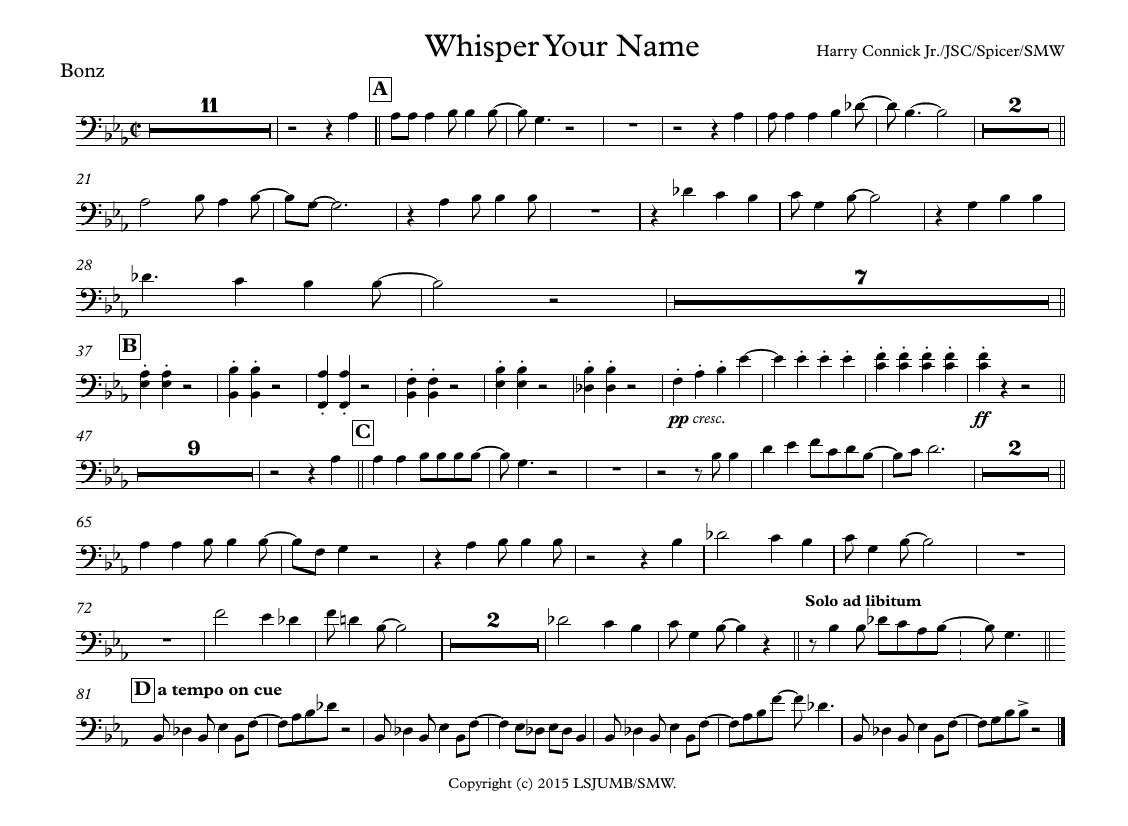 Whisper Your Name
Harry Connick Jr./JSC/Spicer/SMW
Bonz
A
11
2
21
28
7
37
B
pp cresc.
ff
47
9
C
2
65
72
2
Solo ad libitum
81
D a tempo on cue
Copyright (c) 2015 LSJUMB/SMW.